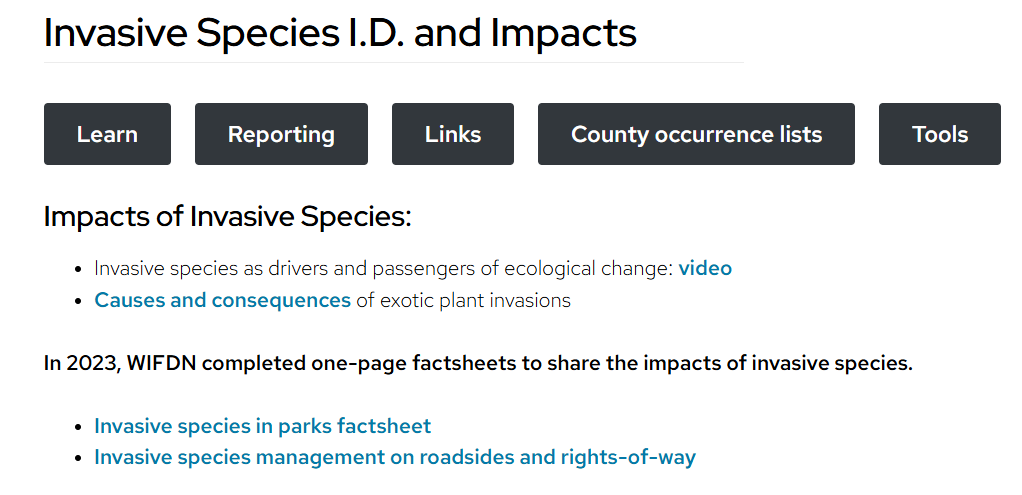 Invasive Species I.D. and Impacts
Learn
Reporting
Links
County occurrence lists
Tools
Impacts of Invasive Species:
Invasive species as drivers and passengers of ecological change: video
Causes and consequences of exotic plant invasions
In 2023, WIFDN completed one-page factsheets to share the impacts of invasive species.
Invasive species in parks factsheet
Invasive species management on roadsides and rights-of-way